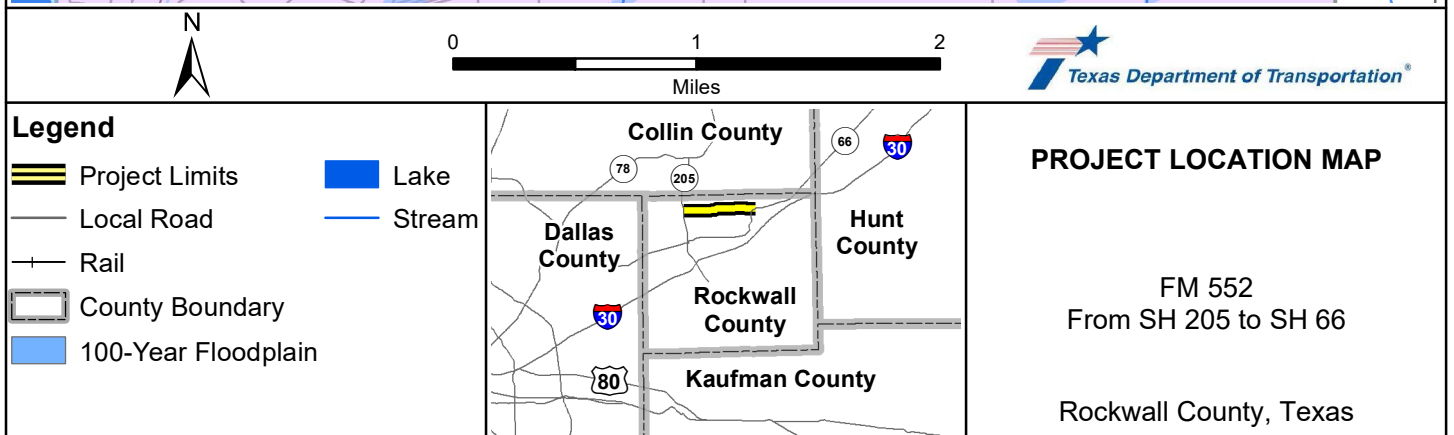 N
0 1 2
Miles
Texas Department of Transportation®
Legend
Project Limits
Local Road
Rail
County Boundary
100-Year Floodplain
Lake
Stream
Collin County
66
30
78
205
Dallas
County
Hunt
County
Rockwall
County
30
80
Kaufman County
PROJECT LOCATION MAP
FM 552
From SH 205 to SH 66
Rockwall County, Texas